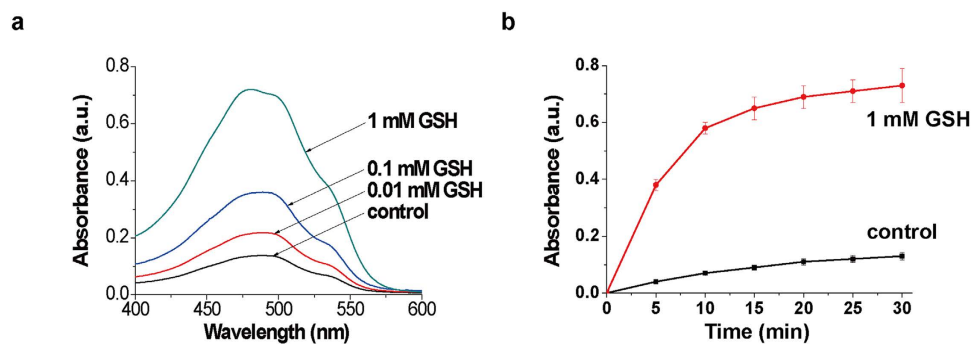 a
Absorbance (a.u.)
0.8
0.6
0.4
0.2
0.0
400
450
500
550
600
Wavelength (nm)
1 mM GSH
0.1 mM GSH
0.01 mM GSH
control
b
Absorbance (a.u.)
0.8
0.6
0.4
0.2
0.0
0
5
10
15
20
25
30
Time (min)
1 mM GSH
control